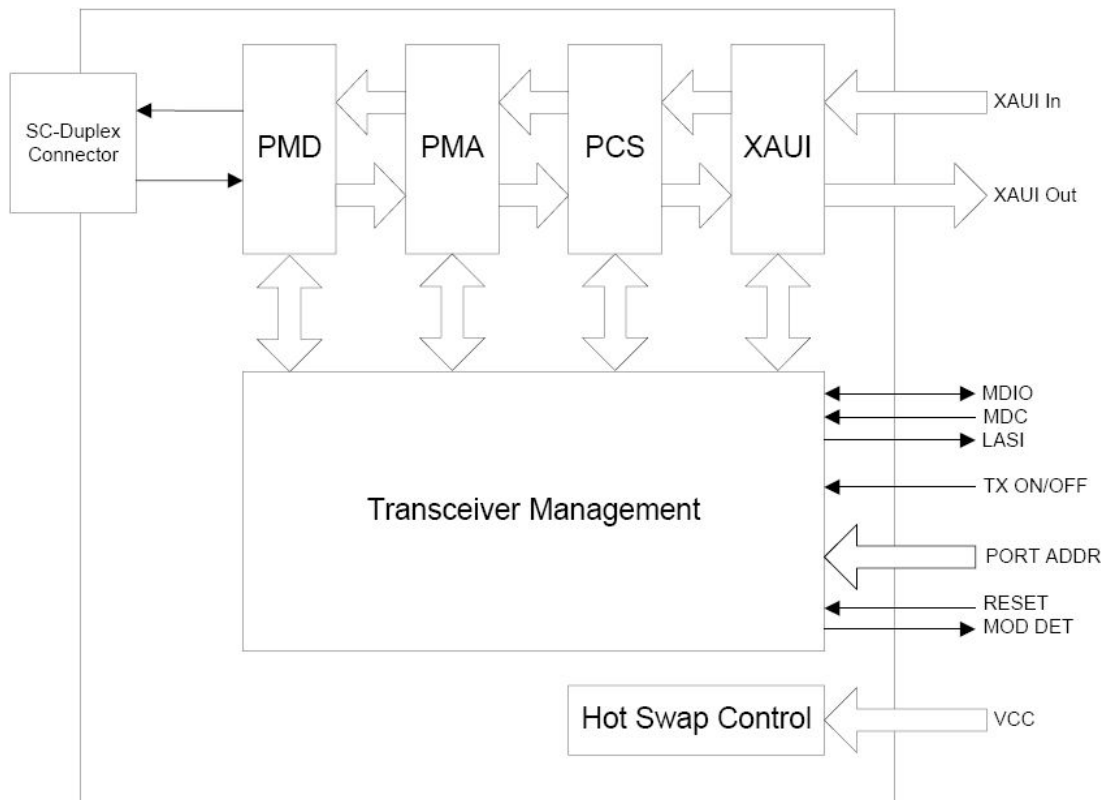 SC-Duplex
Connector
PMD
PMA
PCS
XAUI
XAUI In
XAUI Out
Transceiver Management
MDIO
MDC
LASI
TX ON/OFF
PORT ADDR
RESET
MOD DET
Hot Swap Control
VCC